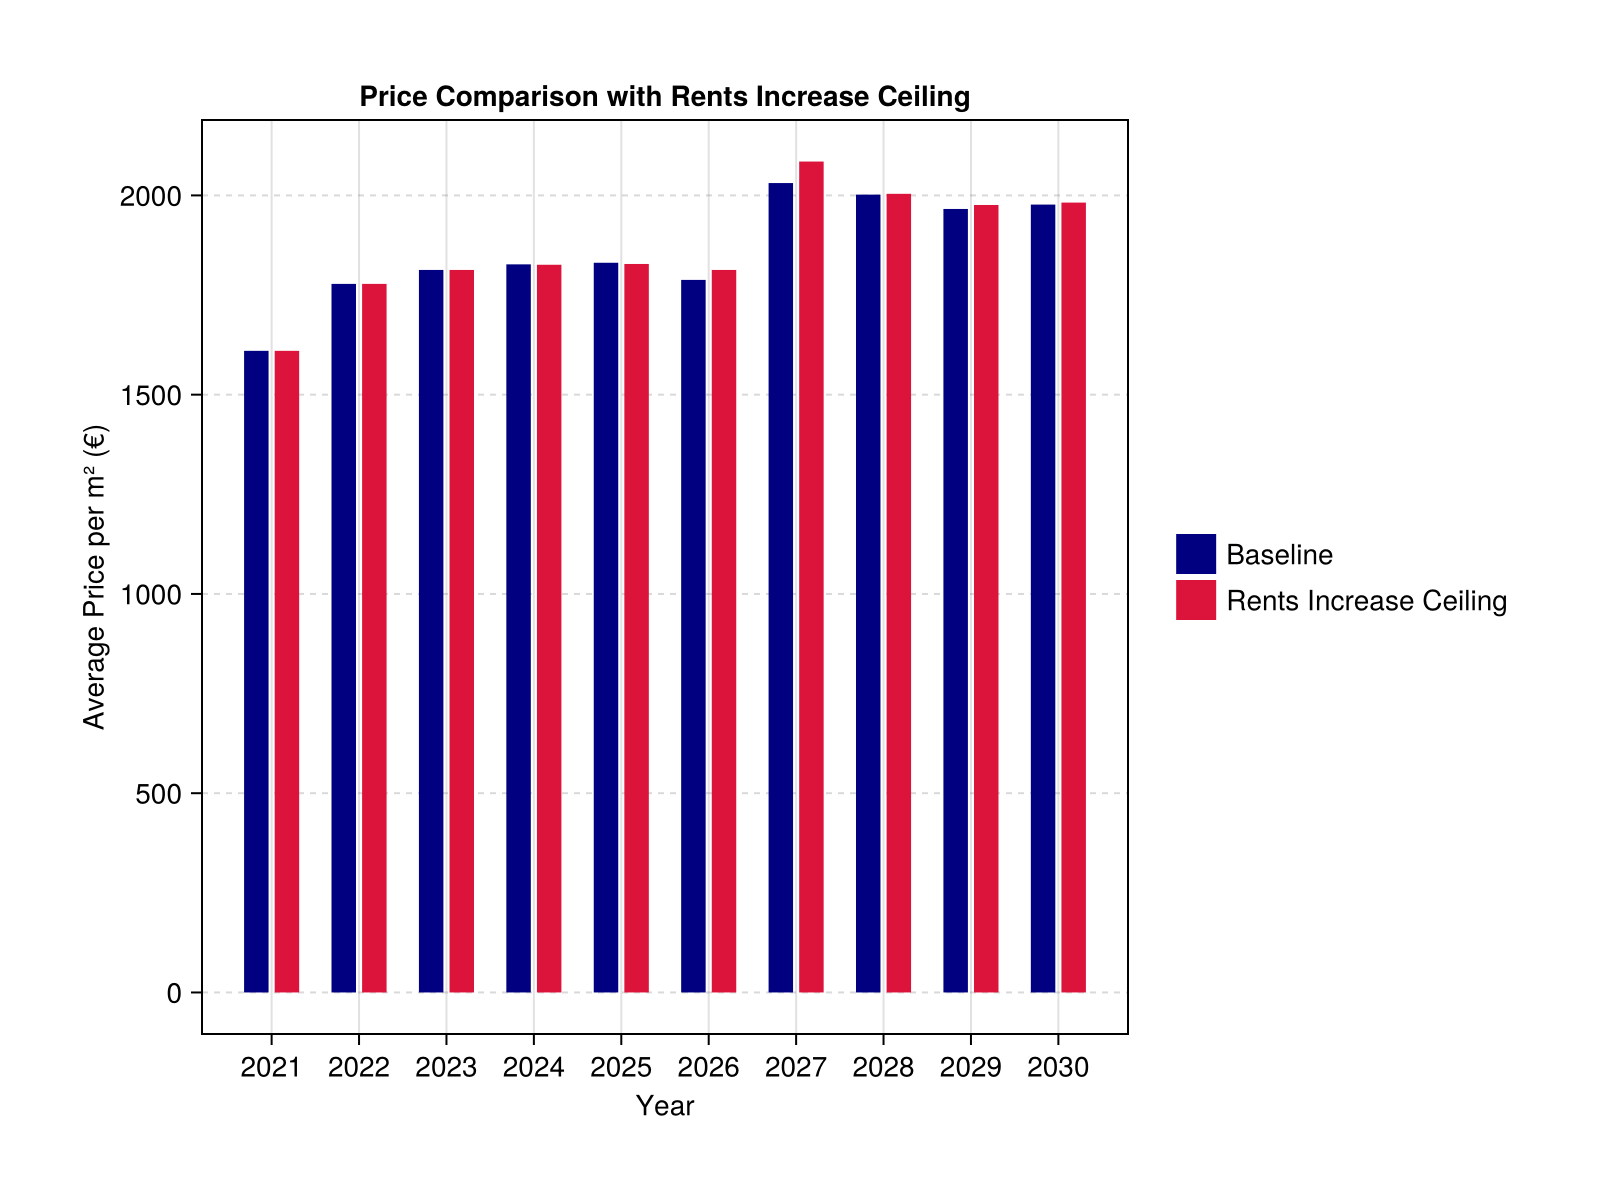 Price Comparison with Rents Increase Ceiling
2000
1500
1000
500
0
Average Price per m² (€)
2021 2022 2023 2024 2025 2026 2027 2028 2029 2030
Year
Baseline
Rents Increase Ceiling